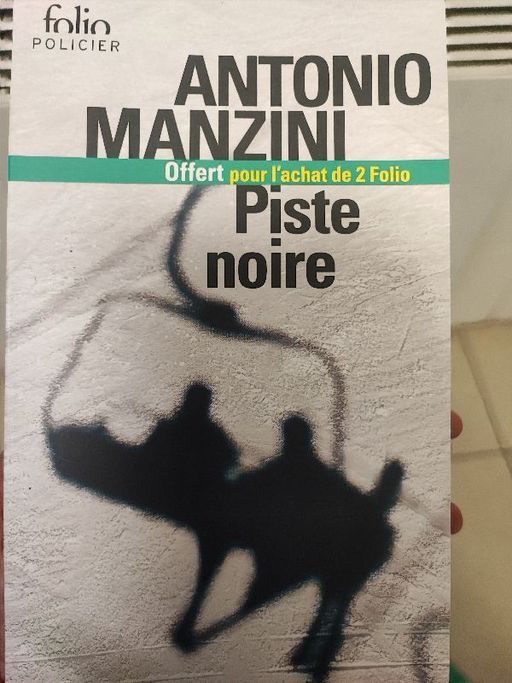 folio
POLICIER
ANTONIO
MANZINI
Offert pour l'achat de 2 Folio
Piste
noire